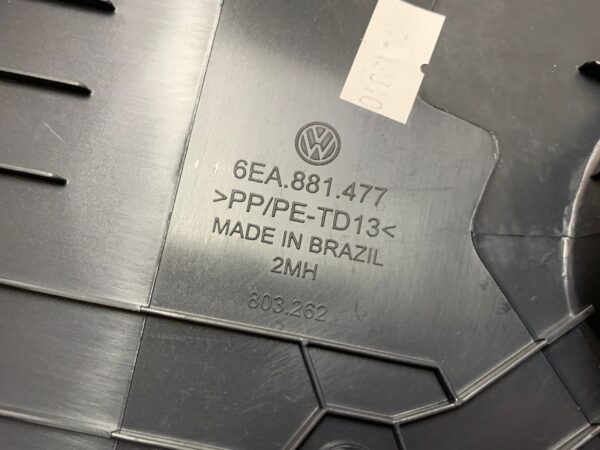 6EA.881.477
>PP/PE-TD13<
MADE IN BRAZIL
2MH
803.262